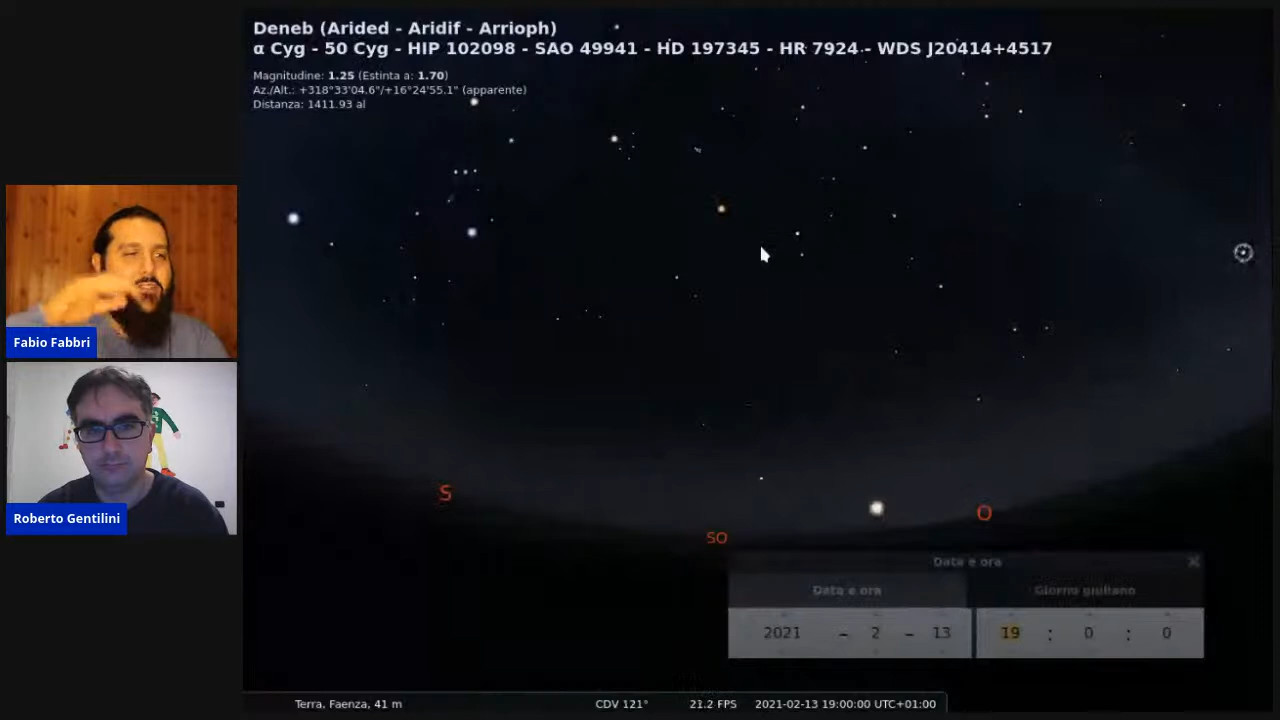 Deneb (Arided - Aridif - Arrioph)
α Cyg - 50 Cyg - HIP 102098 - SAO 49941 - HD 197345 - HR 7924 - WDS J20414+4517
Magnitudine: 1.25 (Estinta a: 1.70)
Az./Alt.: +318°33'04.6"/+16°24'55.1" (apparente)
Distanza: 1411.93 al
Fabio Fabbri
Roberto Gentilini
S
SO
O
Data e ora
Data e ora
Giorno giuliano
2021 - 2 - 13
19 : 0 : 0
Terra, Faenza, 41 m
CDV 121°
21.2 FPS
2021-02-13 19:00:00 UTC+01:00